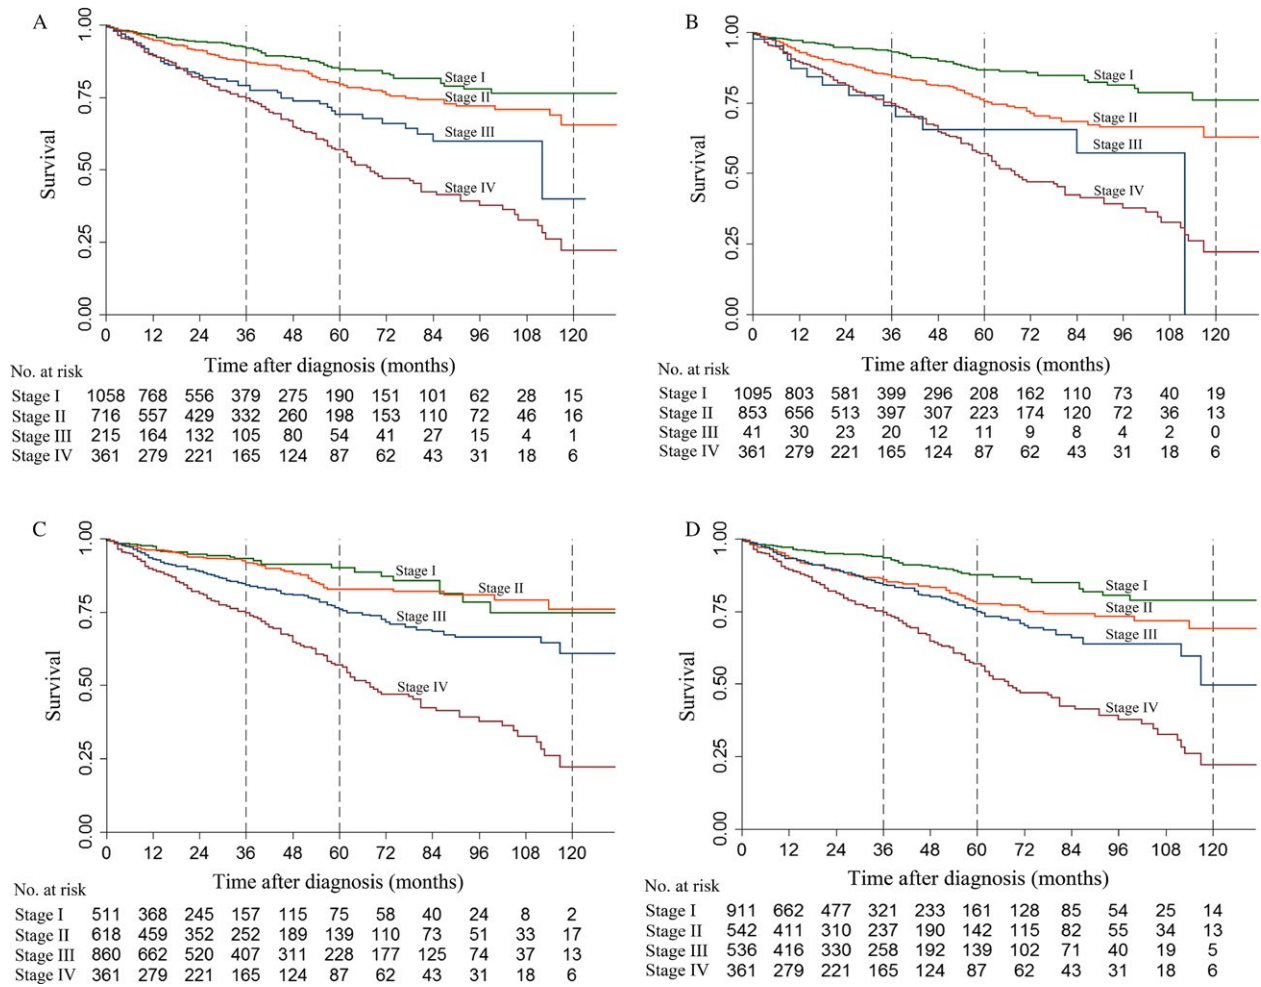 A
1.00
0.75
0.50
0.25
0.00
Survival
Stage I
Stage II
Stage III
Stage IV
0 12 24 36 48 60 72 84 96 108 120
Time after diagnosis (months)
No. at risk
Stage I 1058 768 556 379 275 190 151 101 62 28 15
Stage II 716 557 429 332 260 198 153 110 72 46 16
Stage III 215 164 132 105 80 54 41 27 15 4 1
Stage IV 361 279 221 165 124 87 62 43 31 18 6
B
1.00
0.75
0.50
0.25
0.00
Survival
Stage I
Stage II
Stage III
Stage IV
0 12 24 36 48 60 72 84 96 108 120
Time after diagnosis (months)
No. at risk
Stage I 1095 803 581 399 296 208 162 110 73 40 19
Stage II 853 656 513 397 307 223 174 120 72 36 13
Stage III 41 30 23 20 12 11 9 8 4 2 0
Stage IV 361 279 221 165 124 87 62 43 31 18 6
C
1.00
0.75
0.50
0.25
0.00
Survival
Stage I
Stage II
Stage III
Stage IV
0 12 24 36 48 60 72 84 96 108 120
Time after diagnosis (months)
No. at risk
Stage I 511 368 245 157 115 75 58 40 24 8 2
Stage II 618 459 352 252 189 139 110 73 51 33 17
Stage III 860 662 520 407 311 228 177 125 74 37 13
Stage IV 361 279 221 165 124 87 62 43 31 18 6
D
1.00
0.75
0.50
0.25
0.00
Survival
Stage I
Stage II
Stage III
Stage IV
0 12 24 36 48 60 72 84 96 108 120
Time after diagnosis (months)
No. at risk
Stage I 911 662 477 321 233 161 128 85 54 25 14
Stage II 542 411 310 237 190 142 115 82 55 34 13
Stage III 536 416 330 258 192 139 102 71 40 19 5
Stage IV 361 279 221 165 124 87 62 43 31 18 6